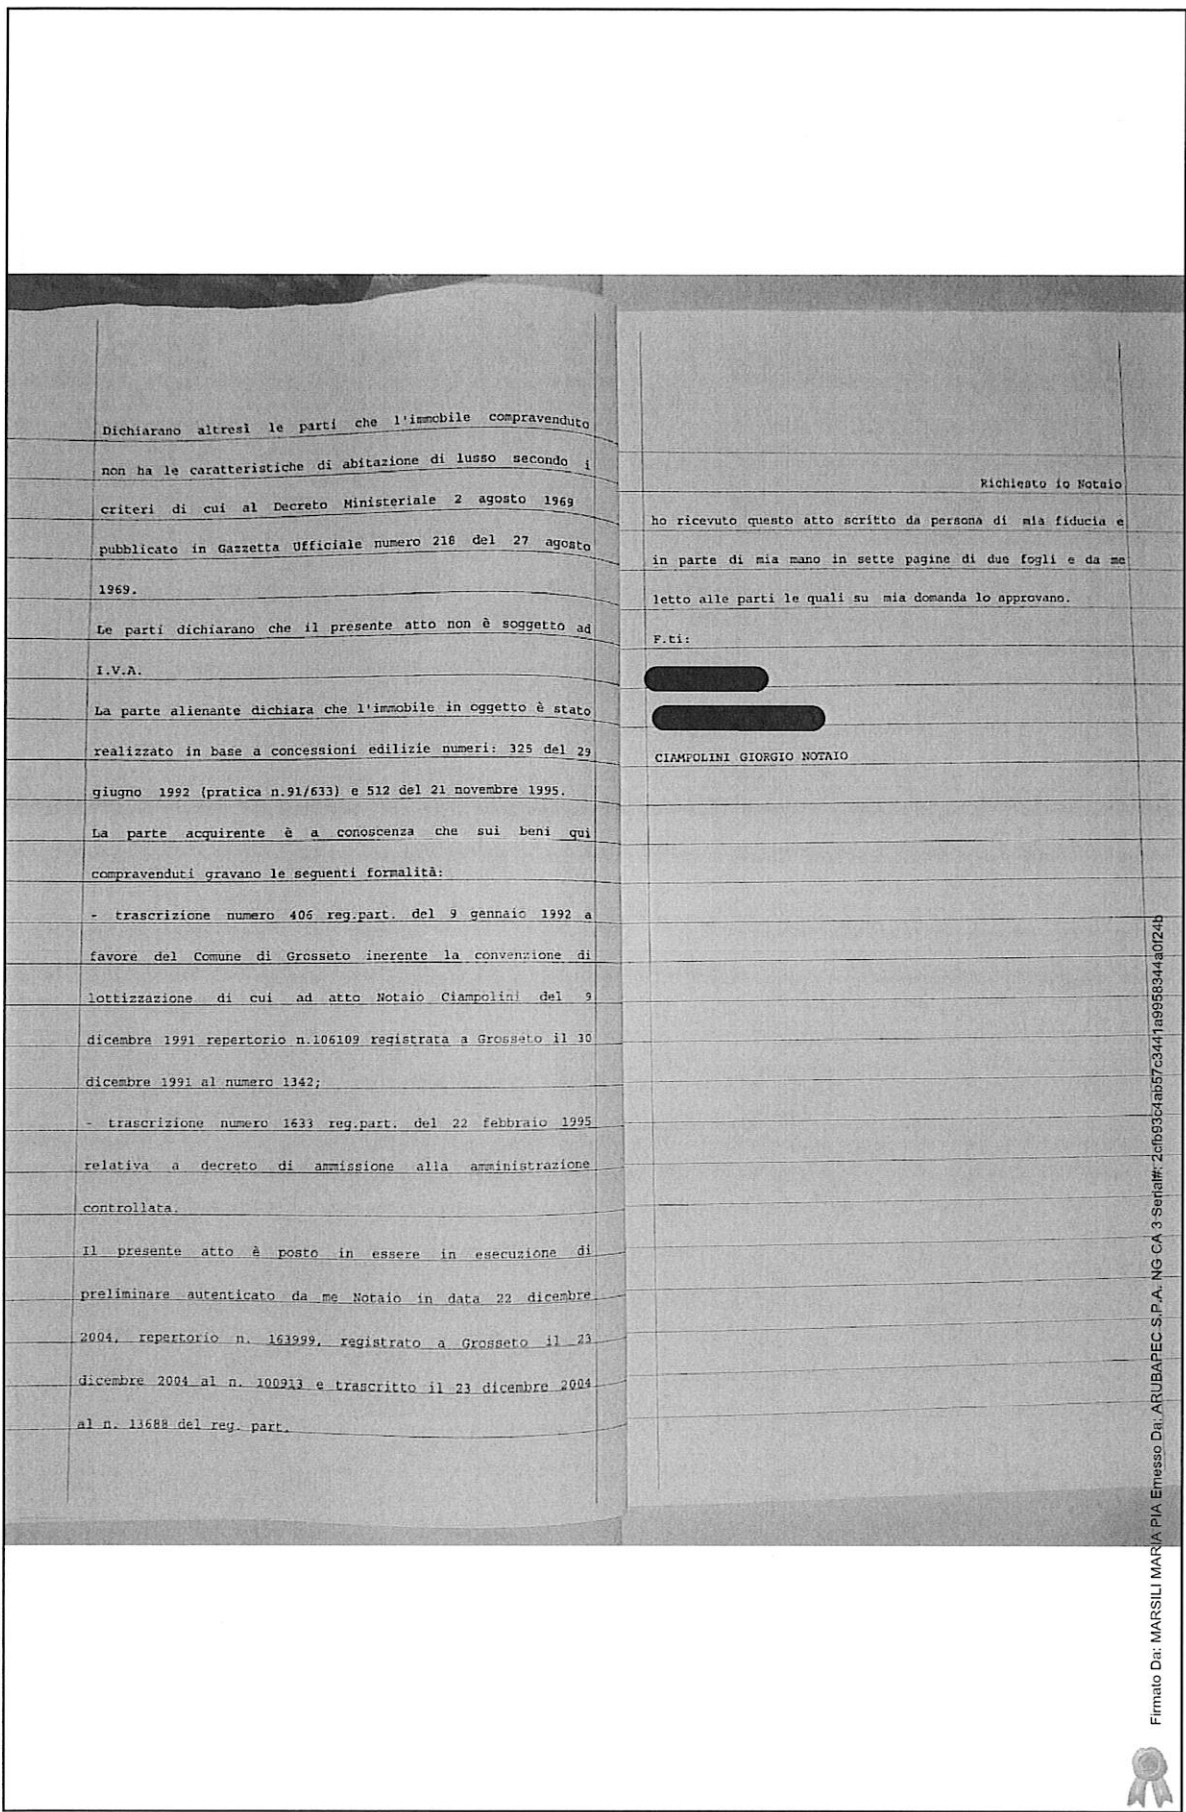 Dichiarano altresì le parti che l'immobile compravenduto
non ha le caratteristiche di abitazione di lusso secondo i
criteri di cui al Decreto Ministeriale 2 agosto 1969
pubblicato in Gazzetta Ufficiale numero 218 del 27 agosto
1969.
Le parti dichiarano che il presente atto non è soggetto ad
I.V.A.
La parte alienante dichiara che l'immobile in oggetto è stato
realizzato in base a concessioni edilizie numeri: 325 del 29
giugno 1992 (pratica n.91/633) e 512 del 21 novembre 1995.
La parte acquirente è a conoscenza che sui beni qui
compravenduti gravano le seguenti formalità:
- trascrizione numero 406 reg.part. del 9 gennaio 1992 a
favore del Comune di Grosseto inerente la convenzione di
lottizzazione di cui ad atto Notaio Ciampolini del 9
dicembre 1991 repertorio n.106109 registrata a Grosseto il 30
dicembre 1991 al numero 1342;
- trascrizione numero 1633 reg.part. del 22 febbraio 1995
relativa a decreto di ammissione alla amministrazione
controllata.
Il presente atto è posto in essere in esecuzione di
preliminare autenticato da me Notaio in data 22 dicembre
2004, repertorio n. 163999, registrato a Grosseto il 23
dicembre 2004 al n. 100913 e trascritto il 23 dicembre 2004
al n. 13688 del reg. part.
Richiesto io Notaio
ho ricevuto questo atto scritto da persona di mia fiducia e
in parte di mia mano in sette pagine di due fogli e da me
letto alle parti le quali su mia domanda lo approvano.
F.ti:
CIAMPOLINI GIORGIO NOTAIO
Firmato Da: MARSILI MARIA PIA Emesso Da: ARUBAPEC S.P.A. NG CA 3 Serial#: 2cfb93c4ab57c3441a9958344a0f24b